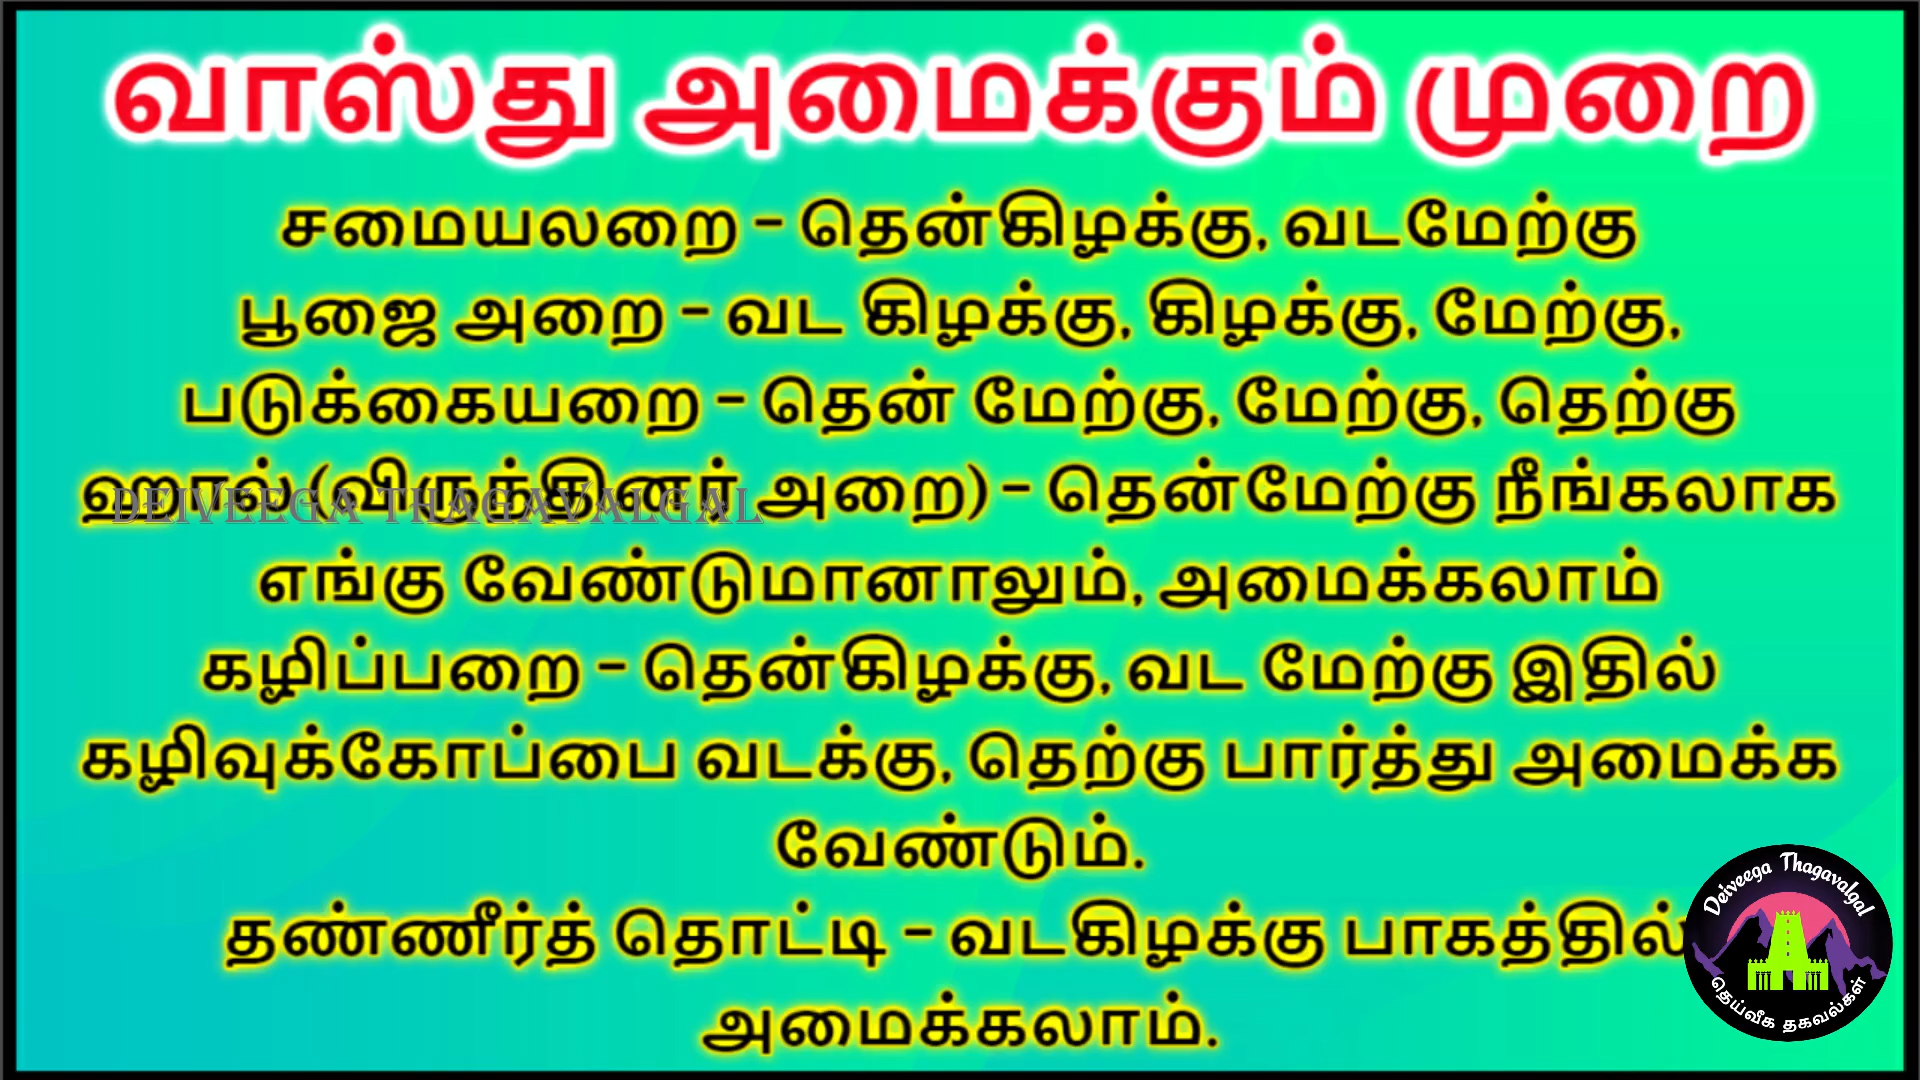 வாஸ்து அமைக்கும் முறை
சமையலறை – தென்கிழக்கு, வடமேற்கு
பூஜை அறை – வட கிழக்கு, கிழக்கு, மேற்கு,
படுக்கையறை – தென் மேற்கு, மேற்கு, தெற்கு
ஹால் (விருந்தினர் அறை) – தென்மேற்கு நீங்கலாக
DEIVEEGA THAGAVALGAL
எங்கு வேண்டுமானாலும், அமைக்கலாம்
கழிப்பறை – தென்கிழக்கு, வட மேற்கு இதில்
கழிவுக்கோப்பை வடக்கு, தெற்கு பார்த்து அமைக்க
வேண்டும்.
தண்ணீர்த் தொட்டி – வடகிழக்கு பாகத்தில்
அமைக்கலாம்.
Deiveega Thagavalgal
தெய்வீக தகவல்கள்